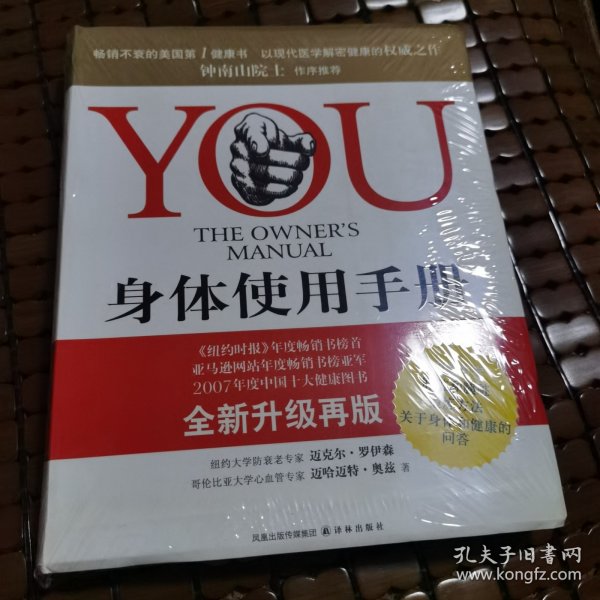 畅销不衰的美国第1健康书 以现代医学解密健康的权威之作
钟南山院士 作序推荐
YOU
THE OWNER'S
MANUAL
身体使用手册
《纽约时报》年度畅销书榜首
亚马逊网站年度畅销书榜亚军
2007年度中国十大健康图书
全新升级再版
方法
关于身体和健康的
问答
纽约大学防衰老专家 迈克尔·罗伊森
哥伦比亚大学心血管专家 迈哈迈特·奥兹 著
凤凰出版传媒集团 译林出版社
孔夫子旧书网
www.kongfz.com